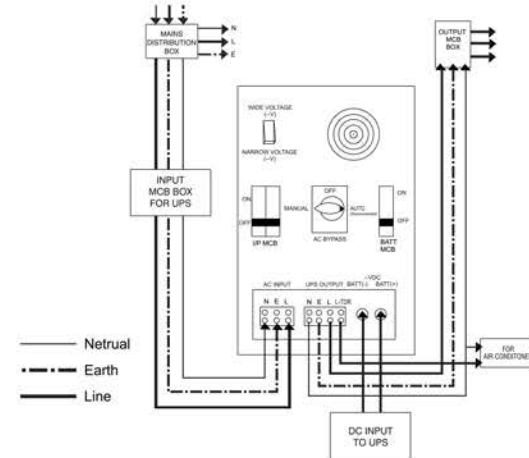 MAINS
DISTRIBUTION
BOX
N
L
E
OUTPUT
MCB
BOX
WIDE VOLTAGE
(~V)
NARROW VOLTAGE
(~V)
INPUT
MCB BOX
FOR UPS
ON
OFF
I/P MCB
MANUAL
OFF
AUTO
AC BYPASS
ON
OFF
BATT
MCB
AC INPUT
UPS OUTPUT
--VDC
BATT(-) BATT(+)
N E L
N E L L-TDR
Netrual
Earth
Line
FOR
AIR CONDITONE
DC INPUT
TO UPS